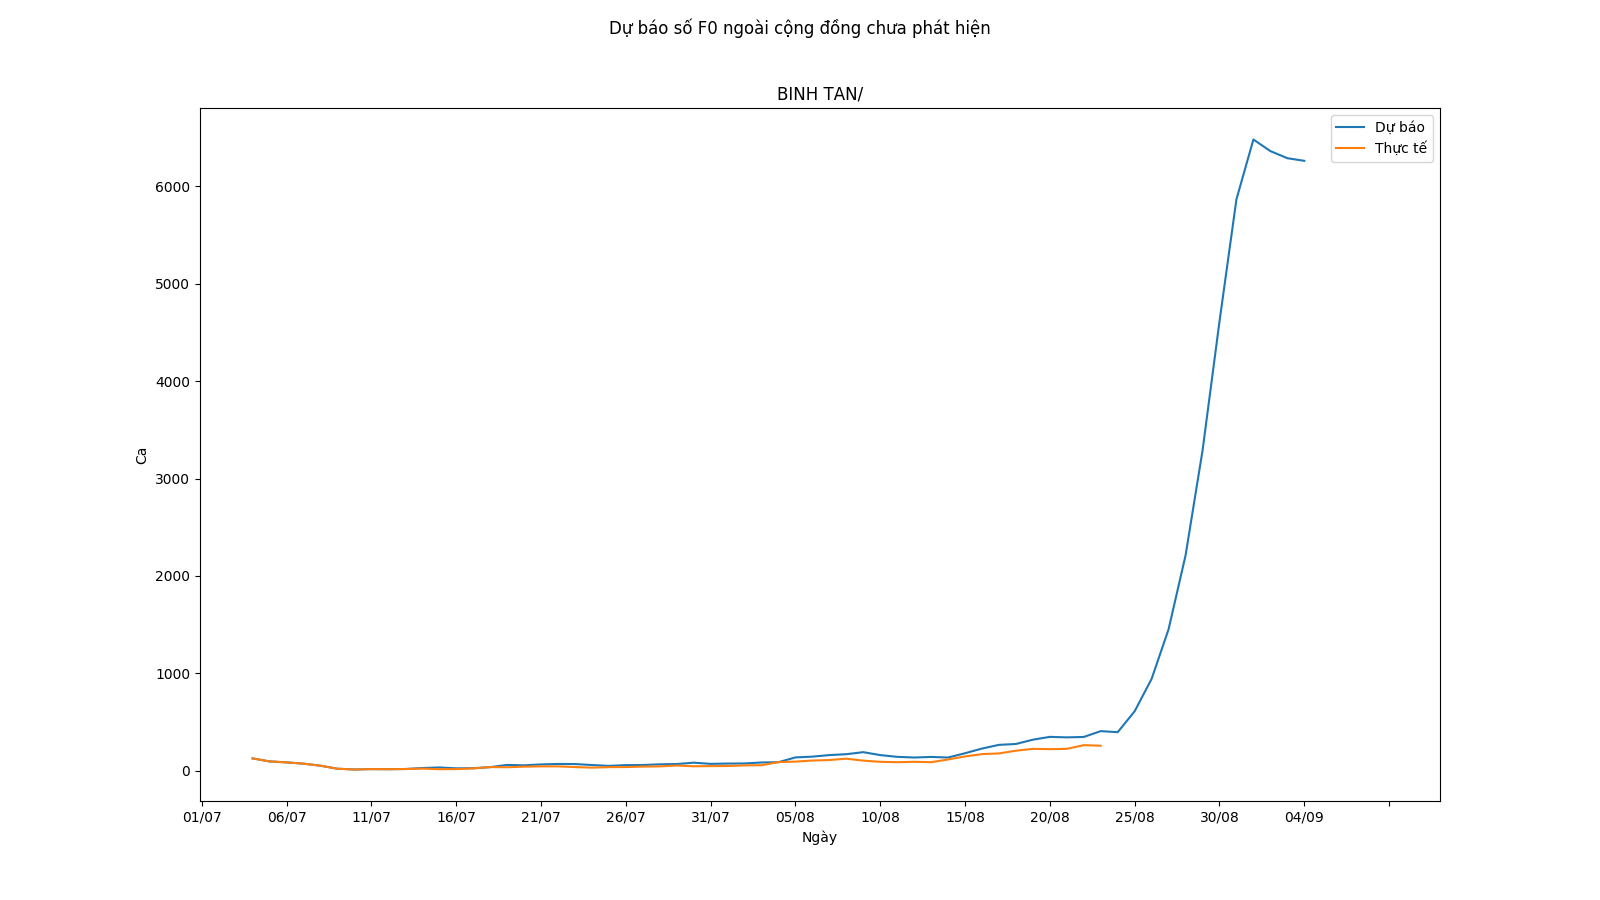 Dự báo số F0 ngoài cộng đồng chưa phát hiện
BINH TAN/
Dự báo
Thực tế
6000
5000
4000
3000
2000
1000
0
Ca
01/07 06/07 11/07 16/07 21/07 26/07 31/07 05/08 10/08 15/08 20/08 25/08 30/08 04/09
Ngày